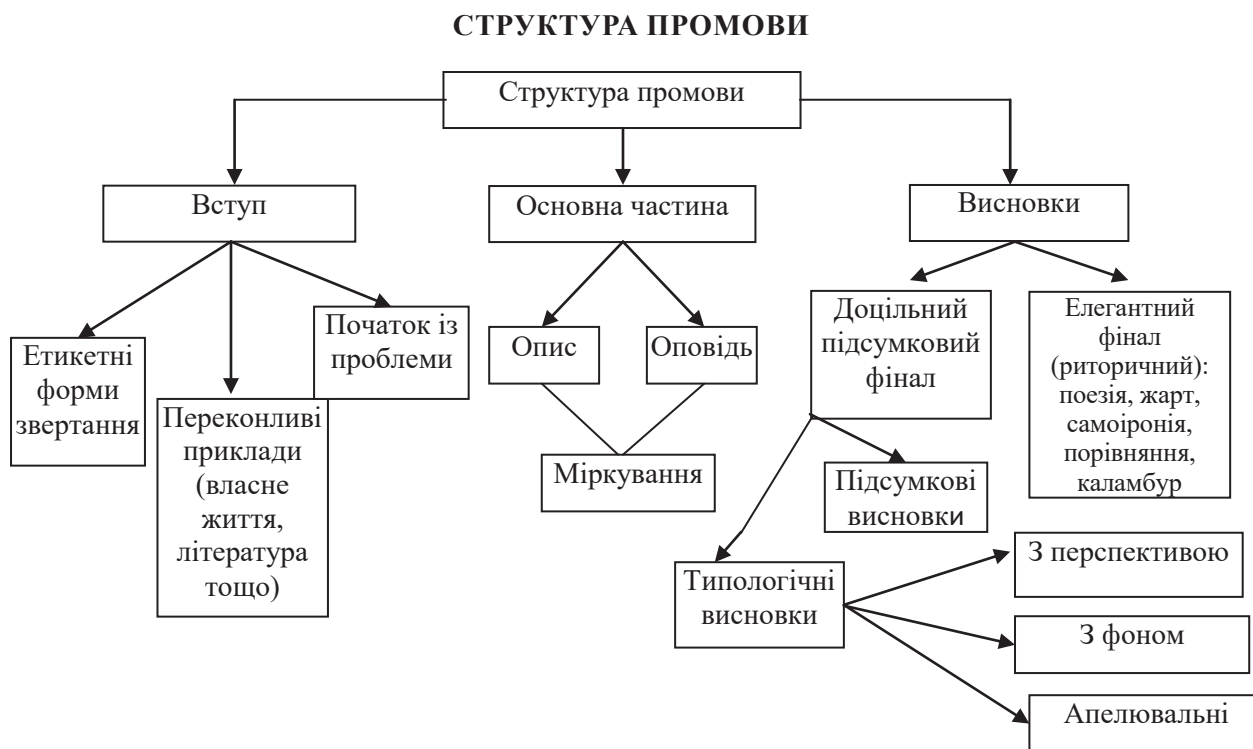 СТРУКТУРА ПРОМОВИ
Структура промови
Вступ
Основна частина
Висновки
Етикетні
форми
звертання
Переконливі
приклади
(власне
життя,
література
тощо)
Початок із
проблеми
Опис
Оповідь
Міркування
Доцільний
підсумковий
фінал
Елегантний
фінал
(риторичний):
поезія, жарт,
самоіронія,
порівняння,
каламбур
Підсумкові
висновки
Типологічні
висновки
З перспективою
З фоном
Апелювальні